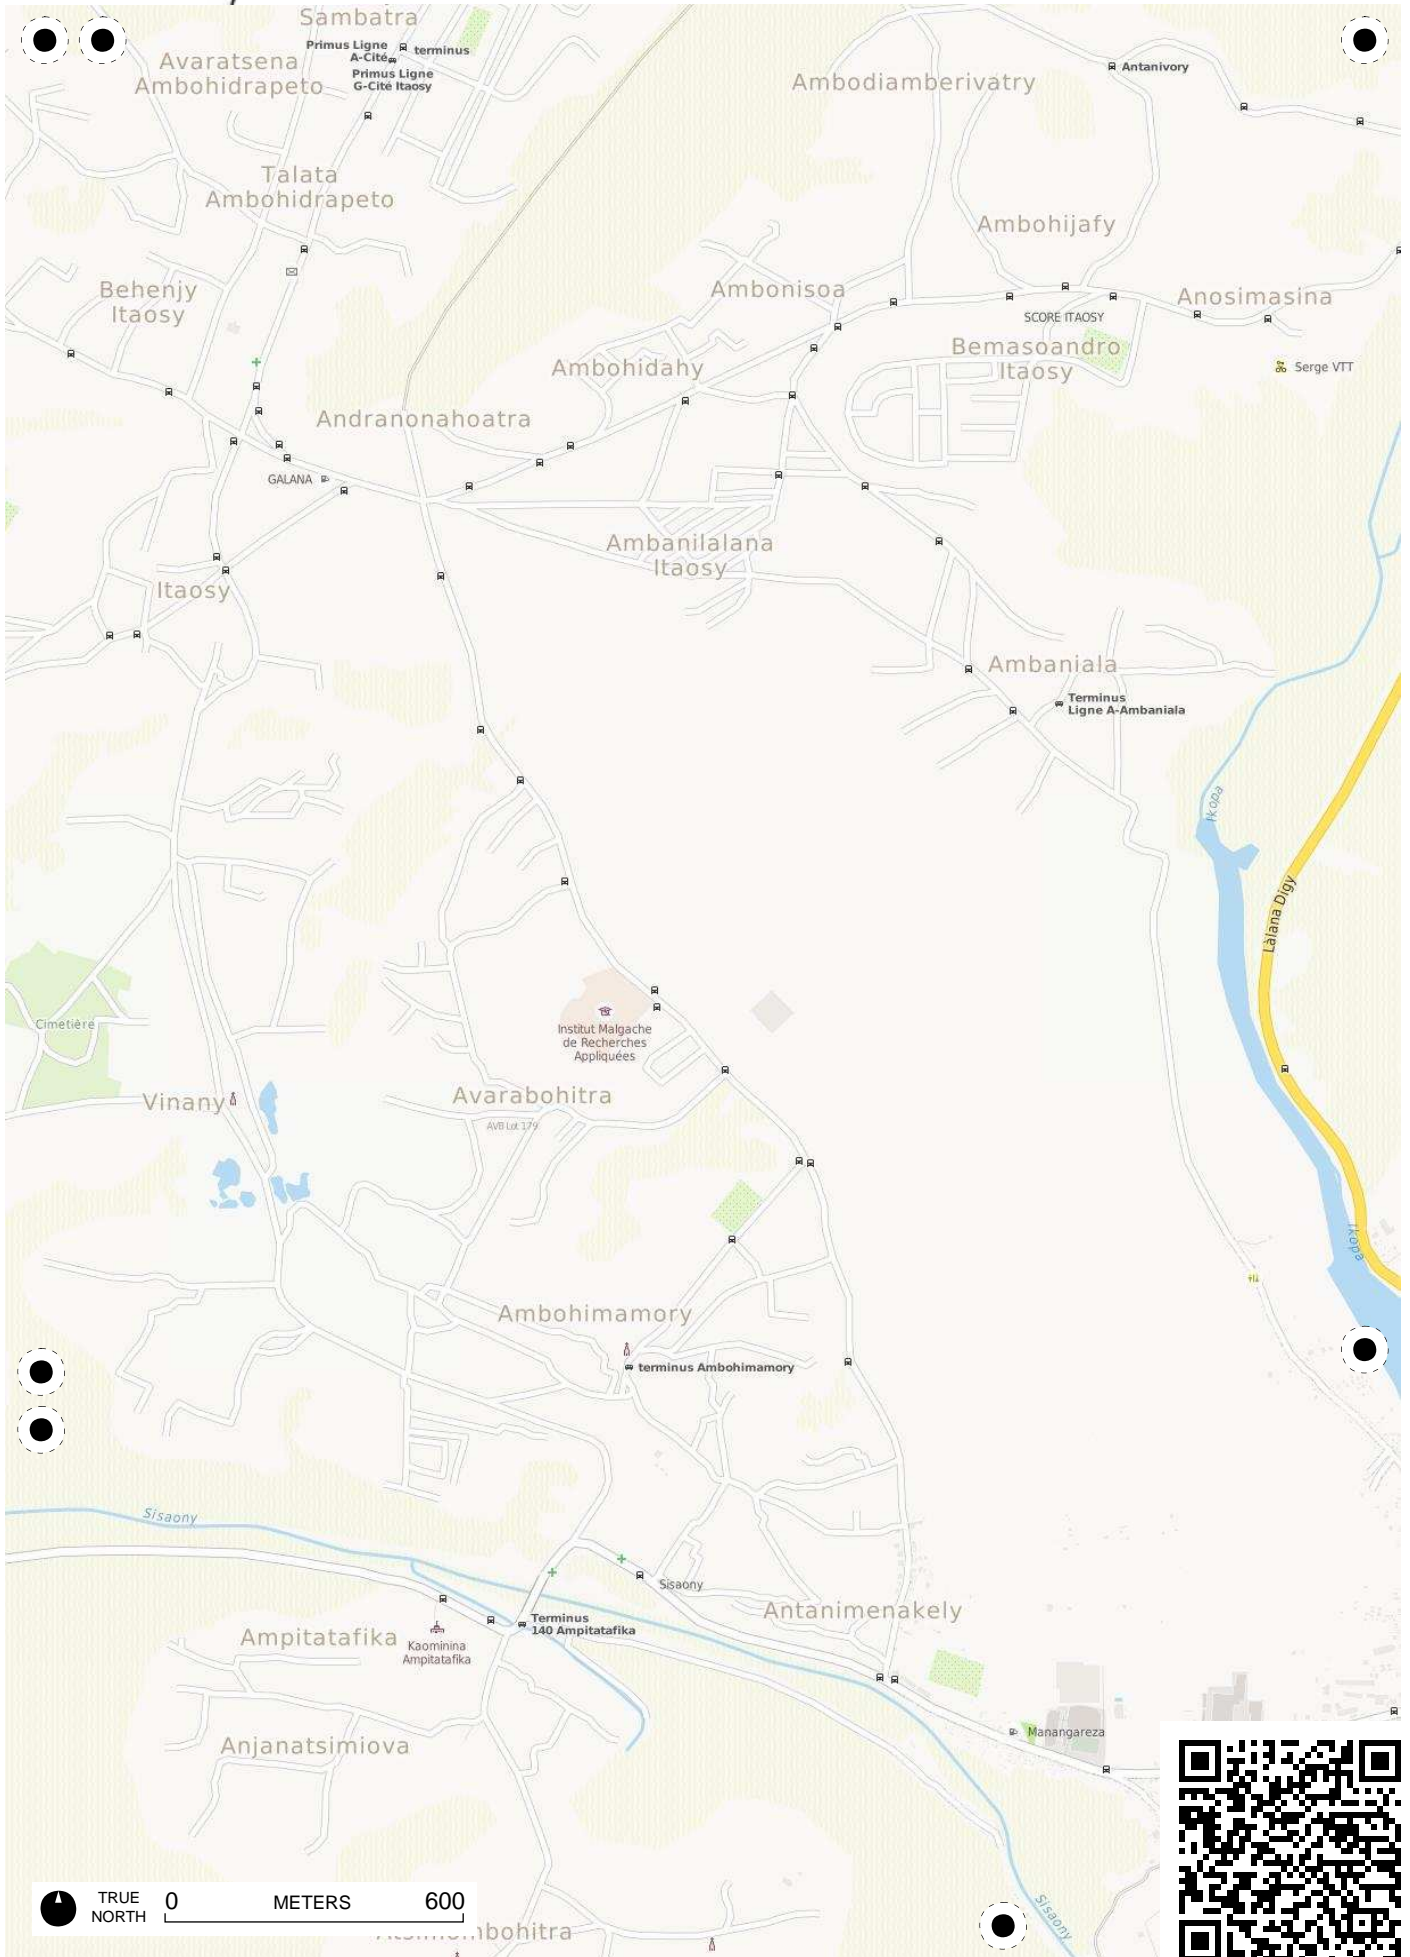 Sambatra
Primus Ligne
A-Cité
terminus
Primus Ligne
G-Cité Itaosy
Avaratsena
Ambohidrapeto
Ambodiamberivatry
Antanivory
Talata
Ambohidrapeto
Ambohijafy
Behenjy
Itaosy
Ambonisoa
Anosimasina
SCORE ITAOSY
Bemasoandro
Itaosy
Serge VTT
Ambohidahy
Andranonahoatra
GALANA
Ambanilalana
Itaosy
Itaosy
Ambaniala
Terminus
Ligne A-Ambaniala
Ikopa
Làlana Digy
Cimetière
Institut Malgache
de Recherches
Appliquées
Vinany
Avarabohitra
AVB Lot 179
Ikopa
Ambohimamory
terminus Ambohimamory
Sisaony
Sisaony
Antanimenakely
Terminus
140 Ampitatafika
Ampitatafika
Kaominina
Ampitatafika
Manangareza
Anjanatsimiova
TRUE
NORTH
0 METERS 600
Sisaony